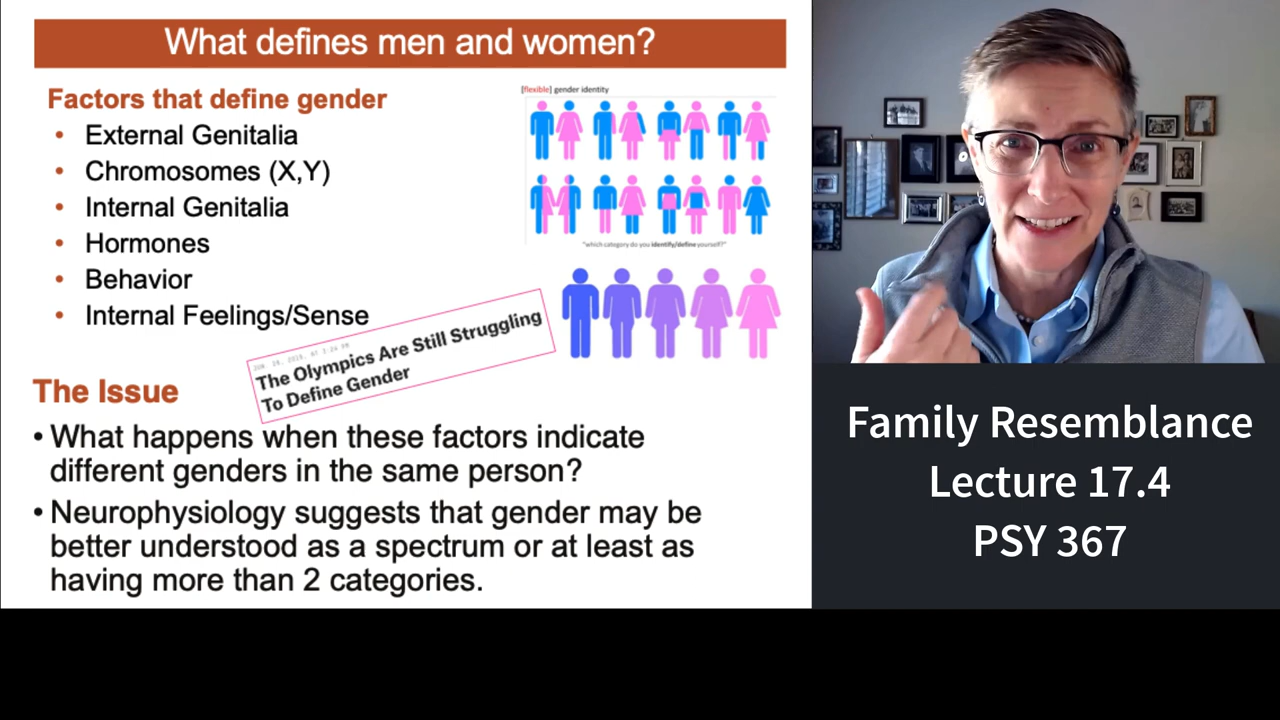 What defines men and women?
Factors that define gender
• External Genitalia
• Chromosomes (X,Y)
• Internal Genitalia
• Hormones
• Behavior
• Internal Feelings/Sense
[flexible] gender identity
"which category do you identify/define yourself?"
The Olympics Are Still Struggling
To Define Gender
The Issue
• What happens when these factors indicate
different genders in the same person?
• Neurophysiology suggests that gender may be
better understood as a spectrum or at least as
having more than 2 categories.
Family Resemblance
Lecture 17.4
PSY 367